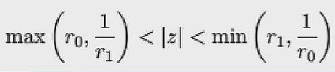 max(r₀, 1/r₁) < |z| < min(r₁, 1/r₀)